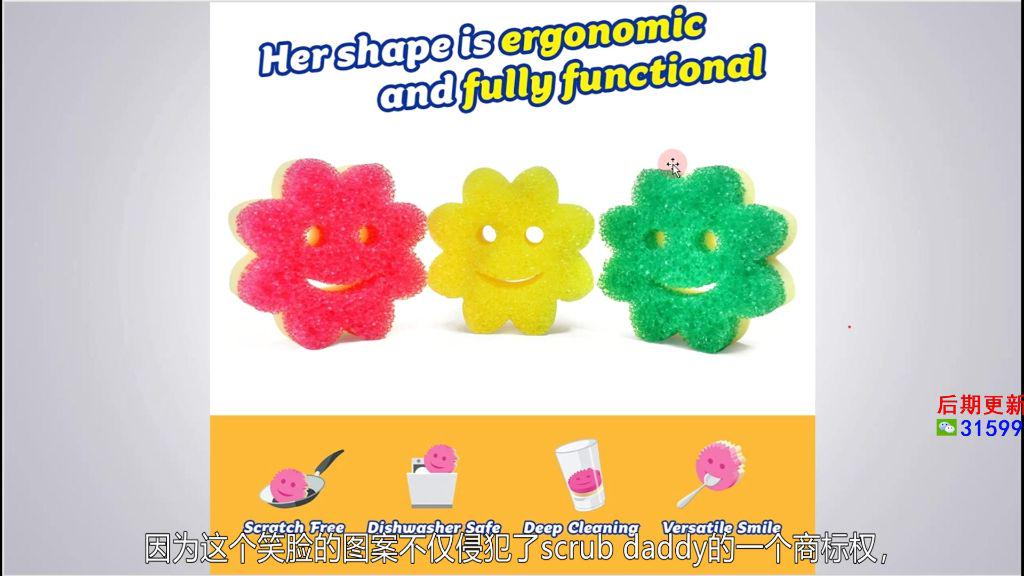 Her shape is ergonomic
and fully functional
后期更新
31599
Scratch Free
Dishwasher Safe
Deep Cleaning
Versatile Smile
因为这个笑脸的图案不仅侵犯了scrub daddy的一个商标权，